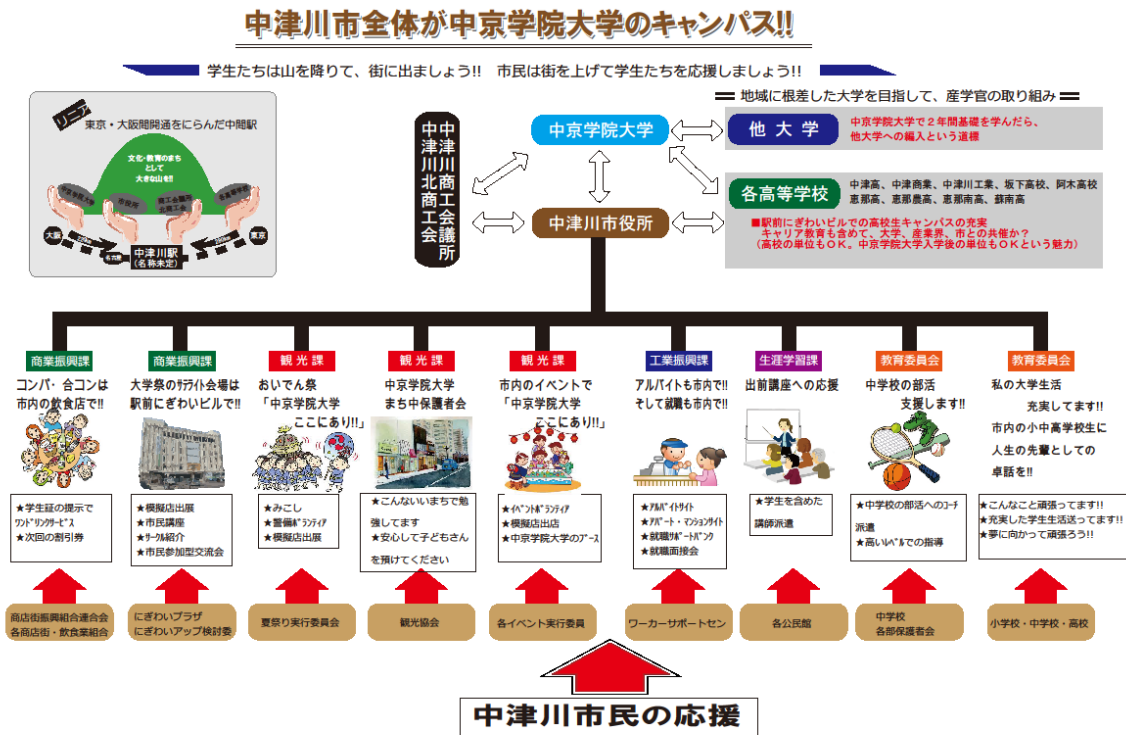 中津川市全体が中京学院大学のキャンパス!!
学生たちは山を降りて、街に出ましょう!!　市民は街を上げて学生たちを応援しましょう!!
リニア
東京・大阪間開通をにらんだ中間駅
文化・教育のまち
として
大きな山を!!
中京学院大学
市役所
商工会議所
北商工会
各高等学校
大阪
名古屋
中津川駅
(名称未定)
東京
中津川商工会議所
中津川北商工会
中京学院大学
中津川市役所
地域に根差した大学を目指して、産学官の取り組み
他大学
中京学院大学で２年間基礎を学んだら、
他大学への編入という道標
各高等学校
中津高、中津商業、中津川工業、坂下高校、阿木高校
恵那高、恵那農高、恵那南高、蘇南高
■駅前にぎわいビルでの高校生キャンパスの充実
キャリア教育も含めて、大学、産業界、市との共催か？
（高校の単位もＯＫ。中京学院大学入学後の単位もＯＫという魅力）
商業振興課
コンパ・合コンは
市内の飲食店で!!
★学生証の提示で
ワンドリンクサービス
★次回の割引券
商店街振興組合連合会
各商店街・飲食業組合
商業振興課
大学祭のサテライト会場は
駅前にぎわいビルで!!
★模擬店出展
★市民講座
★サークル紹介
★市民参加型交流会
にぎわいプラザ
にぎわいアップ検討委
観光課
おいでん祭
「中京学院大学
ここにあり!!」
★みこし
★警備ボランティア
★模擬店出展
夏祭り実行委員会
観光課
中京学院大学
まち中保護者会
★こんないいまちで勉
強してます
★安心して子どもさん
を預けてください
観光協会
観光課
市内のイベントで
「中京学院大学
ここにあり!!」
★イベントボランティア
★模擬店出店
★中京学院大学のブース
各イベント実行委員
工業振興課
アルバイトも市内で!!
そして就職も市内で!!
★アルバイトサイト
★アパート・マンションサイト
★就職サポートバンク
★就職面接会
ワーカーサポートセン
生涯学習課
出前講座への応援
★学生を含めた
講師派遣
各公民館
教育委員会
中学校の部活
支援します!!
★中学校の部活へのコーチ
派遣
★高いレベルでの指導
中学校
各部保護者会
教育委員会
私の大学生活
充実してます!!
市内の小中高学校生に
人生の先輩としての
卓話を!!
★こんなこと頑張ってます!!
★充実した学生生活送ってます!!
★夢に向かって頑張ろう!!
小学校・中学校・高校
中津川市民の応援